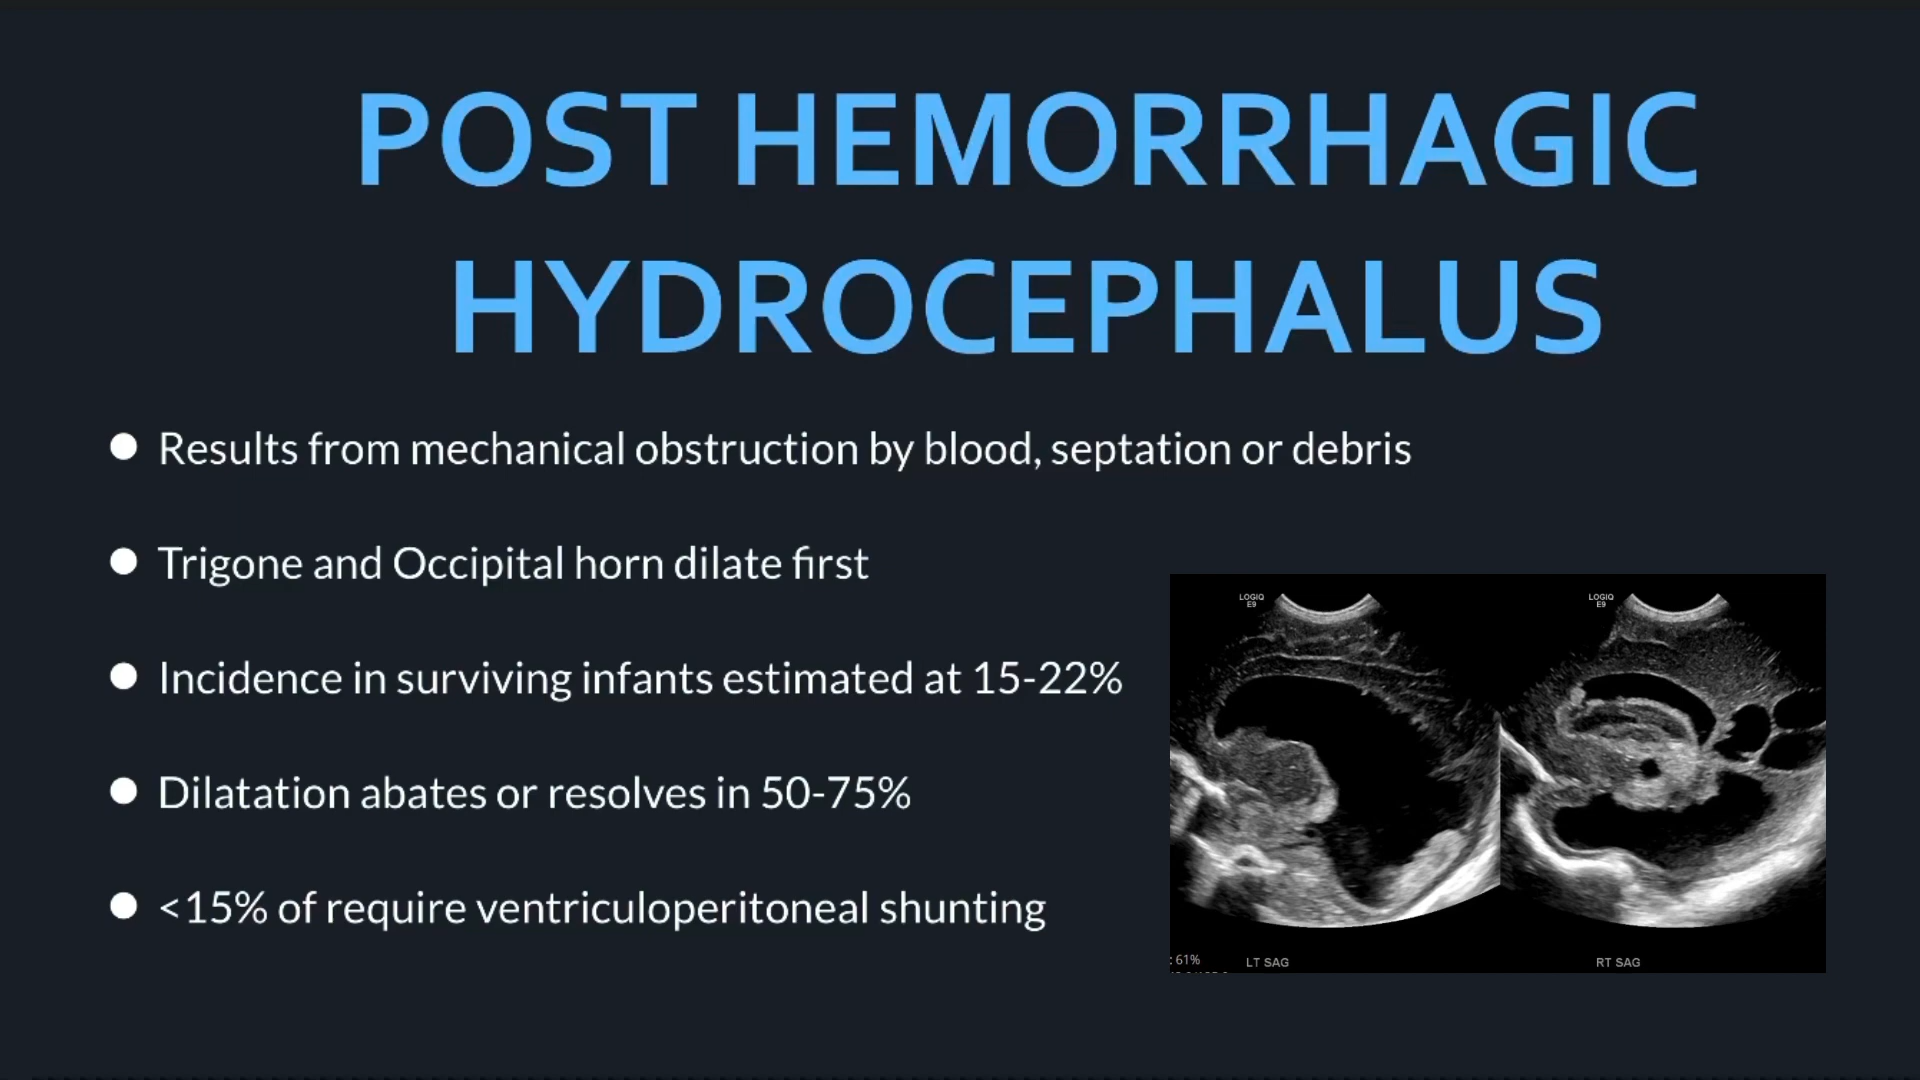 POST HEMORRHAGIC
HYDROCEPHALUS
Results from mechanical obstruction by blood, septation or debris
Trigone and Occipital horn dilate first
Incidence in surviving infants estimated at 15-22%
Dilatation abates or resolves in 50-75%
<15% of require ventriculoperitoneal shunting
LOGIQ
E9
LOGIQ
E9
: 61%
LT SAG
RT SAG